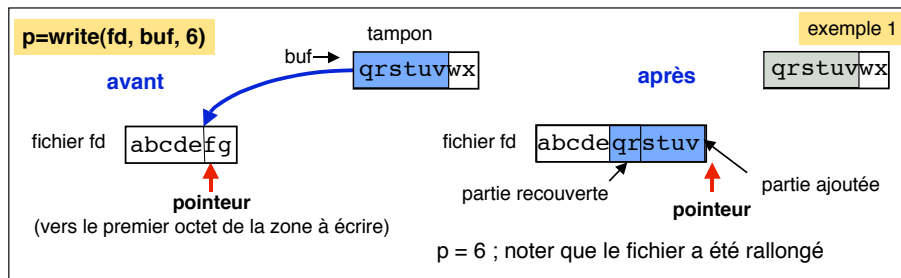 p=write(fd, buf, 6)
tampon
exemple 1
buf
qrstuvwx
qrstuvwx
avant
après
fichier fd
abcdefg
fichier fd
abcdeqrstuv
partie recouverte
partie ajoutée
pointeur
pointeur
(vers le premier octet de la zone à écrire)
p = 6 ; noter que le fichier a été rallongé